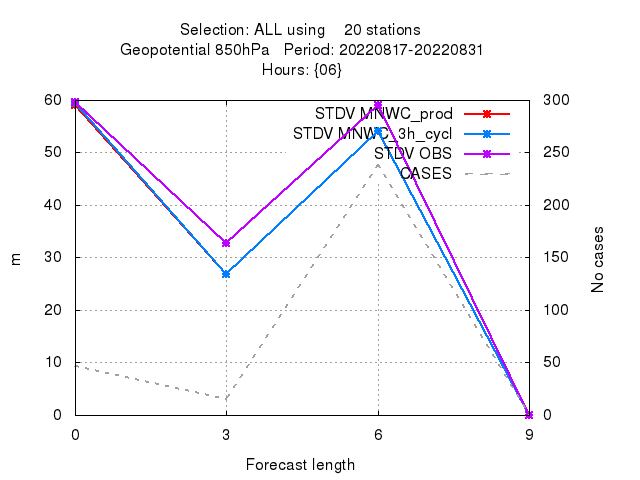 Selection: ALL using 20 stations
Geopotential 850hPa Period: 20220817-20220831
Hours: {06}
60 300
STDV MNWC_prod
STDV MNWC_3h_cycl
50 250
STDV OBS
CASES
40 200
30 150
20 100
10 50
0 0
m
No cases
0 3 6 9
Forecast length